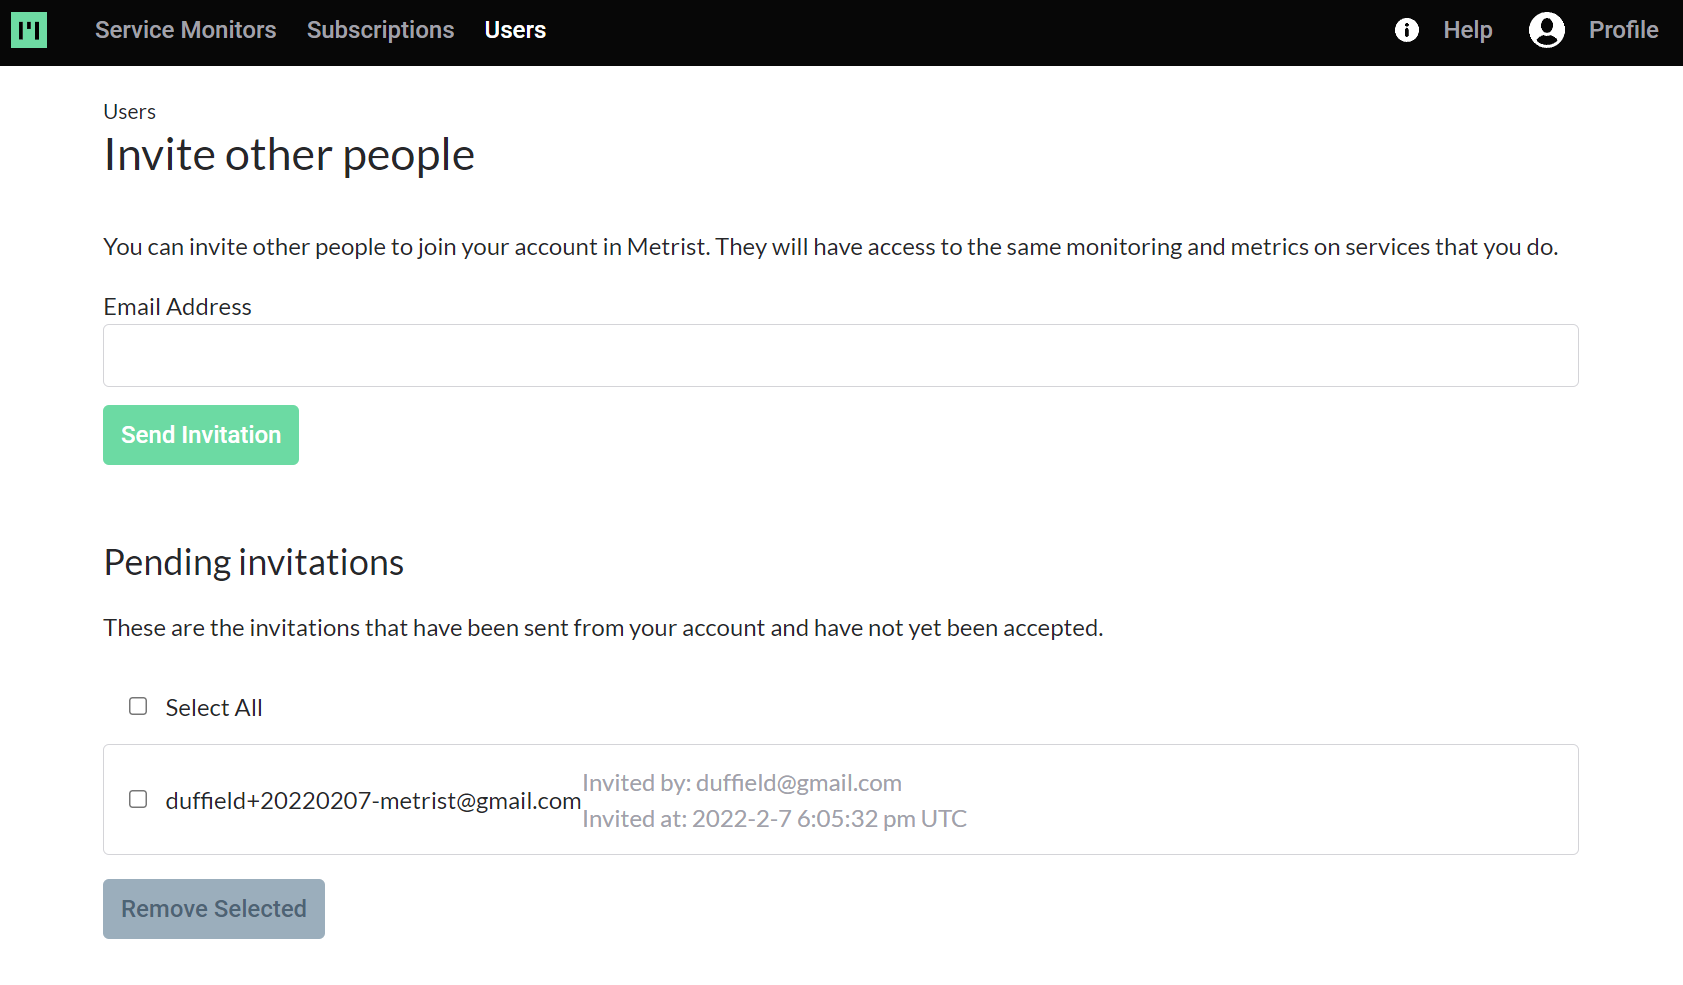 Service Monitors Subscriptions Users Help Profile
Users
Invite other people
You can invite other people to join your account in Metrist. They will have access to the same monitoring and metrics on services that you do.
Email Address
Send Invitation
Pending invitations
These are the invitations that have been sent from your account and have not yet been accepted.
Select All
duffield+20220207-metrist@gmail.com
Invited by: duffield@gmail.com
Invited at: 2022-2-7 6:05:32 pm UTC
Remove Selected